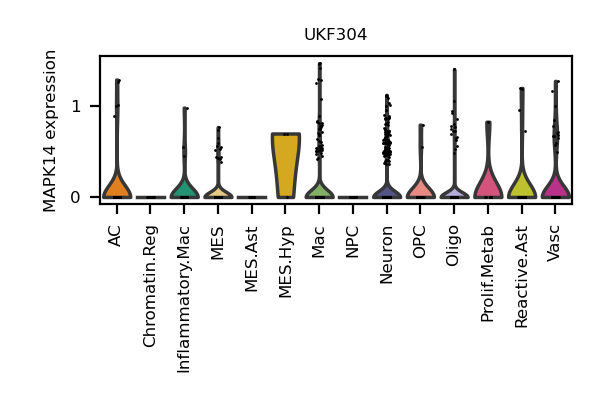 UKF304
MAPK14 expression
1
0
AC
Chromatin.Reg
Inflammatory.Mac
MES
MES.Ast
MES.Hyp
Mac
NPC
Neuron
OPC
Oligo
Prolif.Metab
Reactive.Ast
Vasc